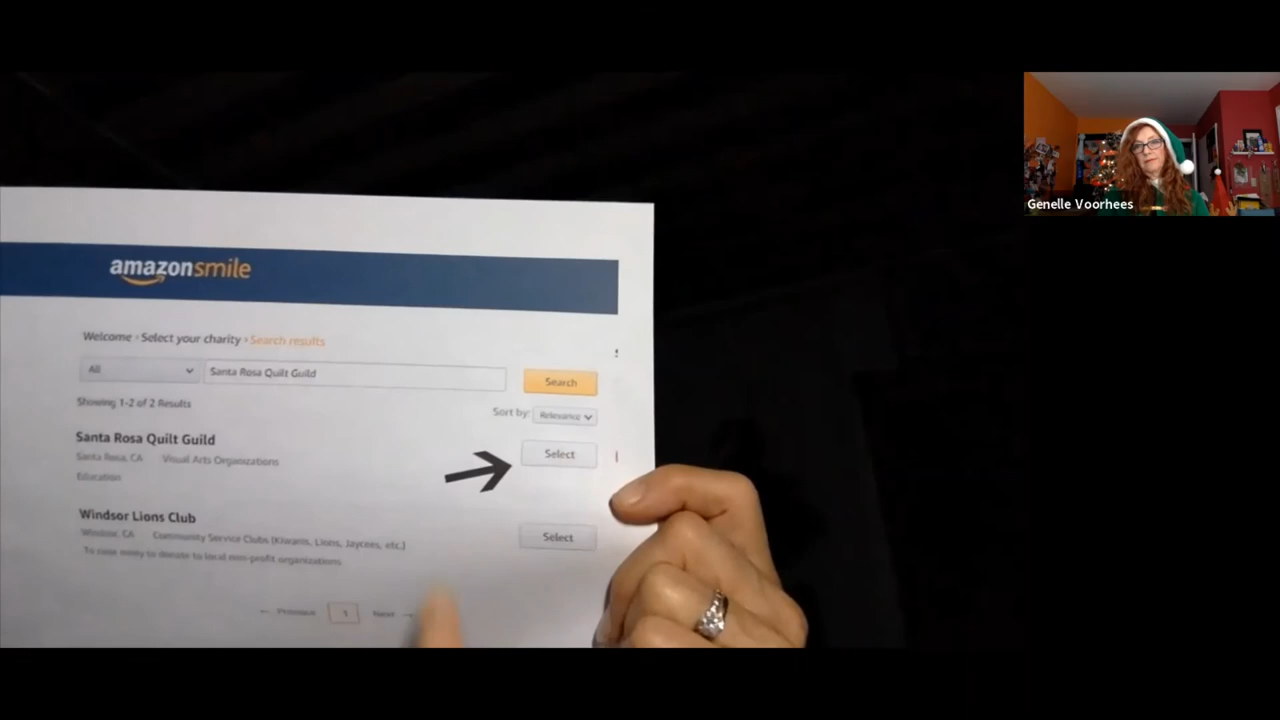 amazonsmile
Welcome › Select your charity › Search results
All
Santa Rosa Quilt Guild
Search
Showing 1-2 of 2 Results
Sort by: Relevance
Santa Rosa Quilt Guild
Select
Santa Rosa, CA Visual Arts Organizations
Education
Windsor Lions Club
Select
Windsor, CA Community Service Clubs (Kiwanis, Lions, Jaycees, etc.)
To raise money to donate to local non-profit organizations
← Previous 1 Next →
Genelle Voorhees